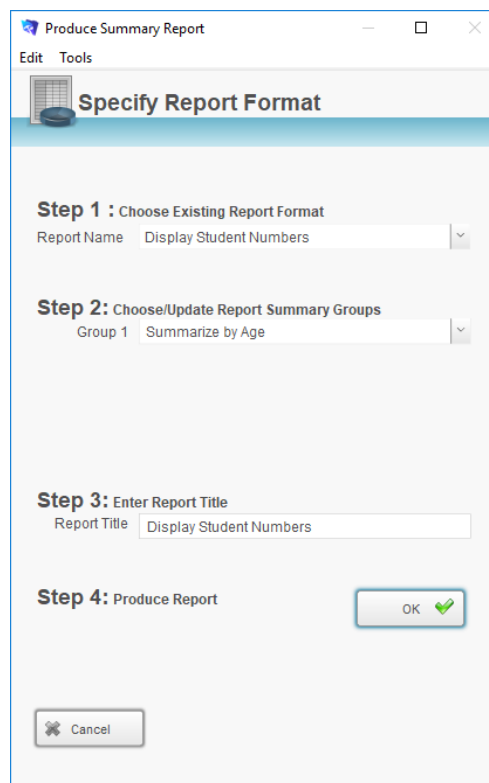 Produce Summary Report
Edit Tools
Specify Report Format
Step 1 : Choose Existing Report Format
Report Name Display Student Numbers
Step 2: Choose/Update Report Summary Groups
Group 1 Summarize by Age
Step 3: Enter Report Title
Report Title Display Student Numbers
Step 4: Produce Report
OK
Cancel